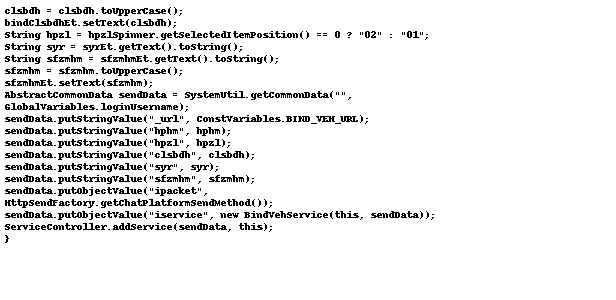 clsbdh = clsbdh.toUpperCase();
bindClsbdhEt.setText(clsbdh);
String hpzl = hpzlSpinner.getSelectedItemPosition() == 0 ? "02" : "01";
String syr = syrEt.getText().toString();
String sfzmhm = sfzmhmEt.getText().toString();
sfzmhm = sfzmhm.toUpperCase();
sfzmhmEt.setText(sfzmhm);
AbstractCommonData sendData = SystemUtil.getCommonData("",
GlobalVariables.loginUsername);
sendData.putStringValue("_url", ConstVariables.BIND_VEH_URL);
sendData.putStringValue("hphm", hphm);
sendData.putStringValue("hpzl", hpzl);
sendData.putStringValue("clsbdh", clsbdh);
sendData.putStringValue("syr", syr);
sendData.putStringValue("sfzmhm", sfzmhm);
sendData.putObjectValue("ipacket",
HttpSendFactory.getChatPlatformSendMethod());
sendData.putObjectValue("iservice", new BindVehService(this, sendData));
ServiceController.addService(sendData, this);
}